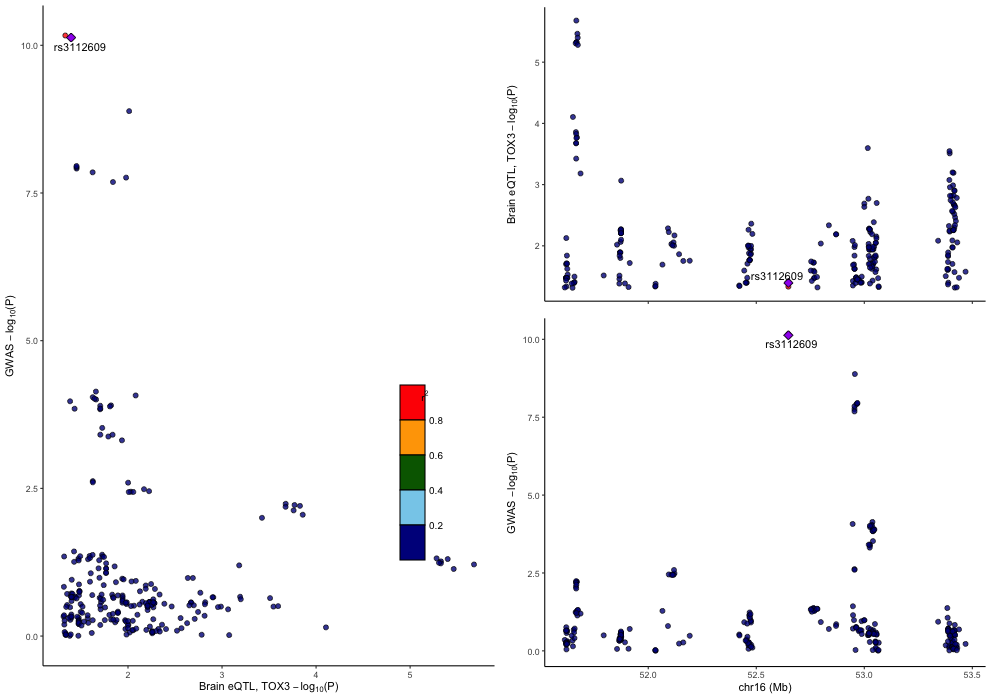 10.0
rs3112609
7.5
5.0
2.5
0.0
GWAS −log10(P)
2
3
4
5
Brain eQTL, TOX3 −log10(P)
r2
0.8
0.6
0.4
0.2
5
4
3
2
Brain eQTL, TOX3 −log10(P)
rs3112609
10.0
rs3112609
7.5
5.0
2.5
0.0
GWAS −log10(P)
52.0
52.5
53.0
53.5
chr16 (Mb)